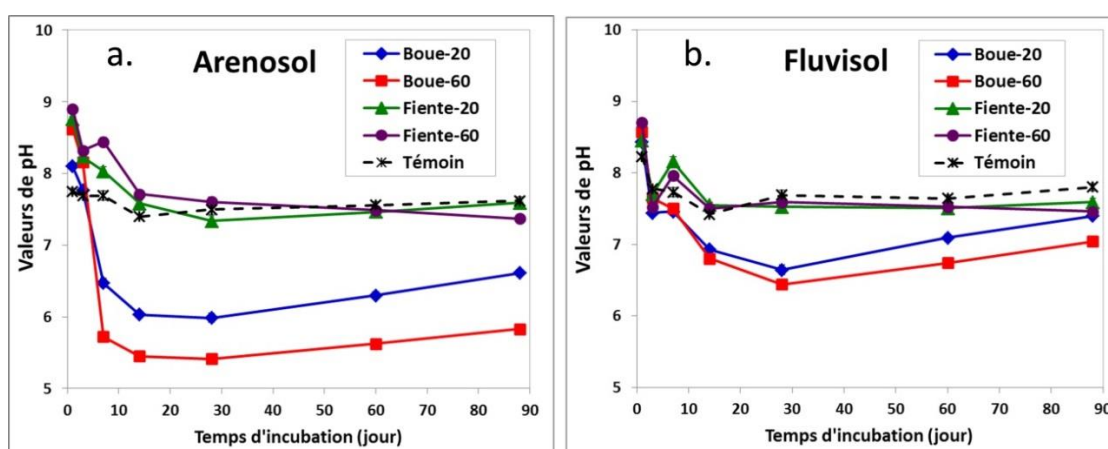 a.
Arenosol
Boue-20
Boue-60
Fiente-20
Fiente-60
Témoin
Valeurs de pH
10
9
8
7
6
5
0 10 20 30 40 50 60 70 80 90
Temps d'incubation (jour)
b.
Fluvisol
Boue-20
Boue-60
Fiente-20
Fiente-60
Témoin
Valeurs de pH
10
9
8
7
6
5
0 10 20 30 40 50 60 70 80 90
Temps d'incubation (jour)